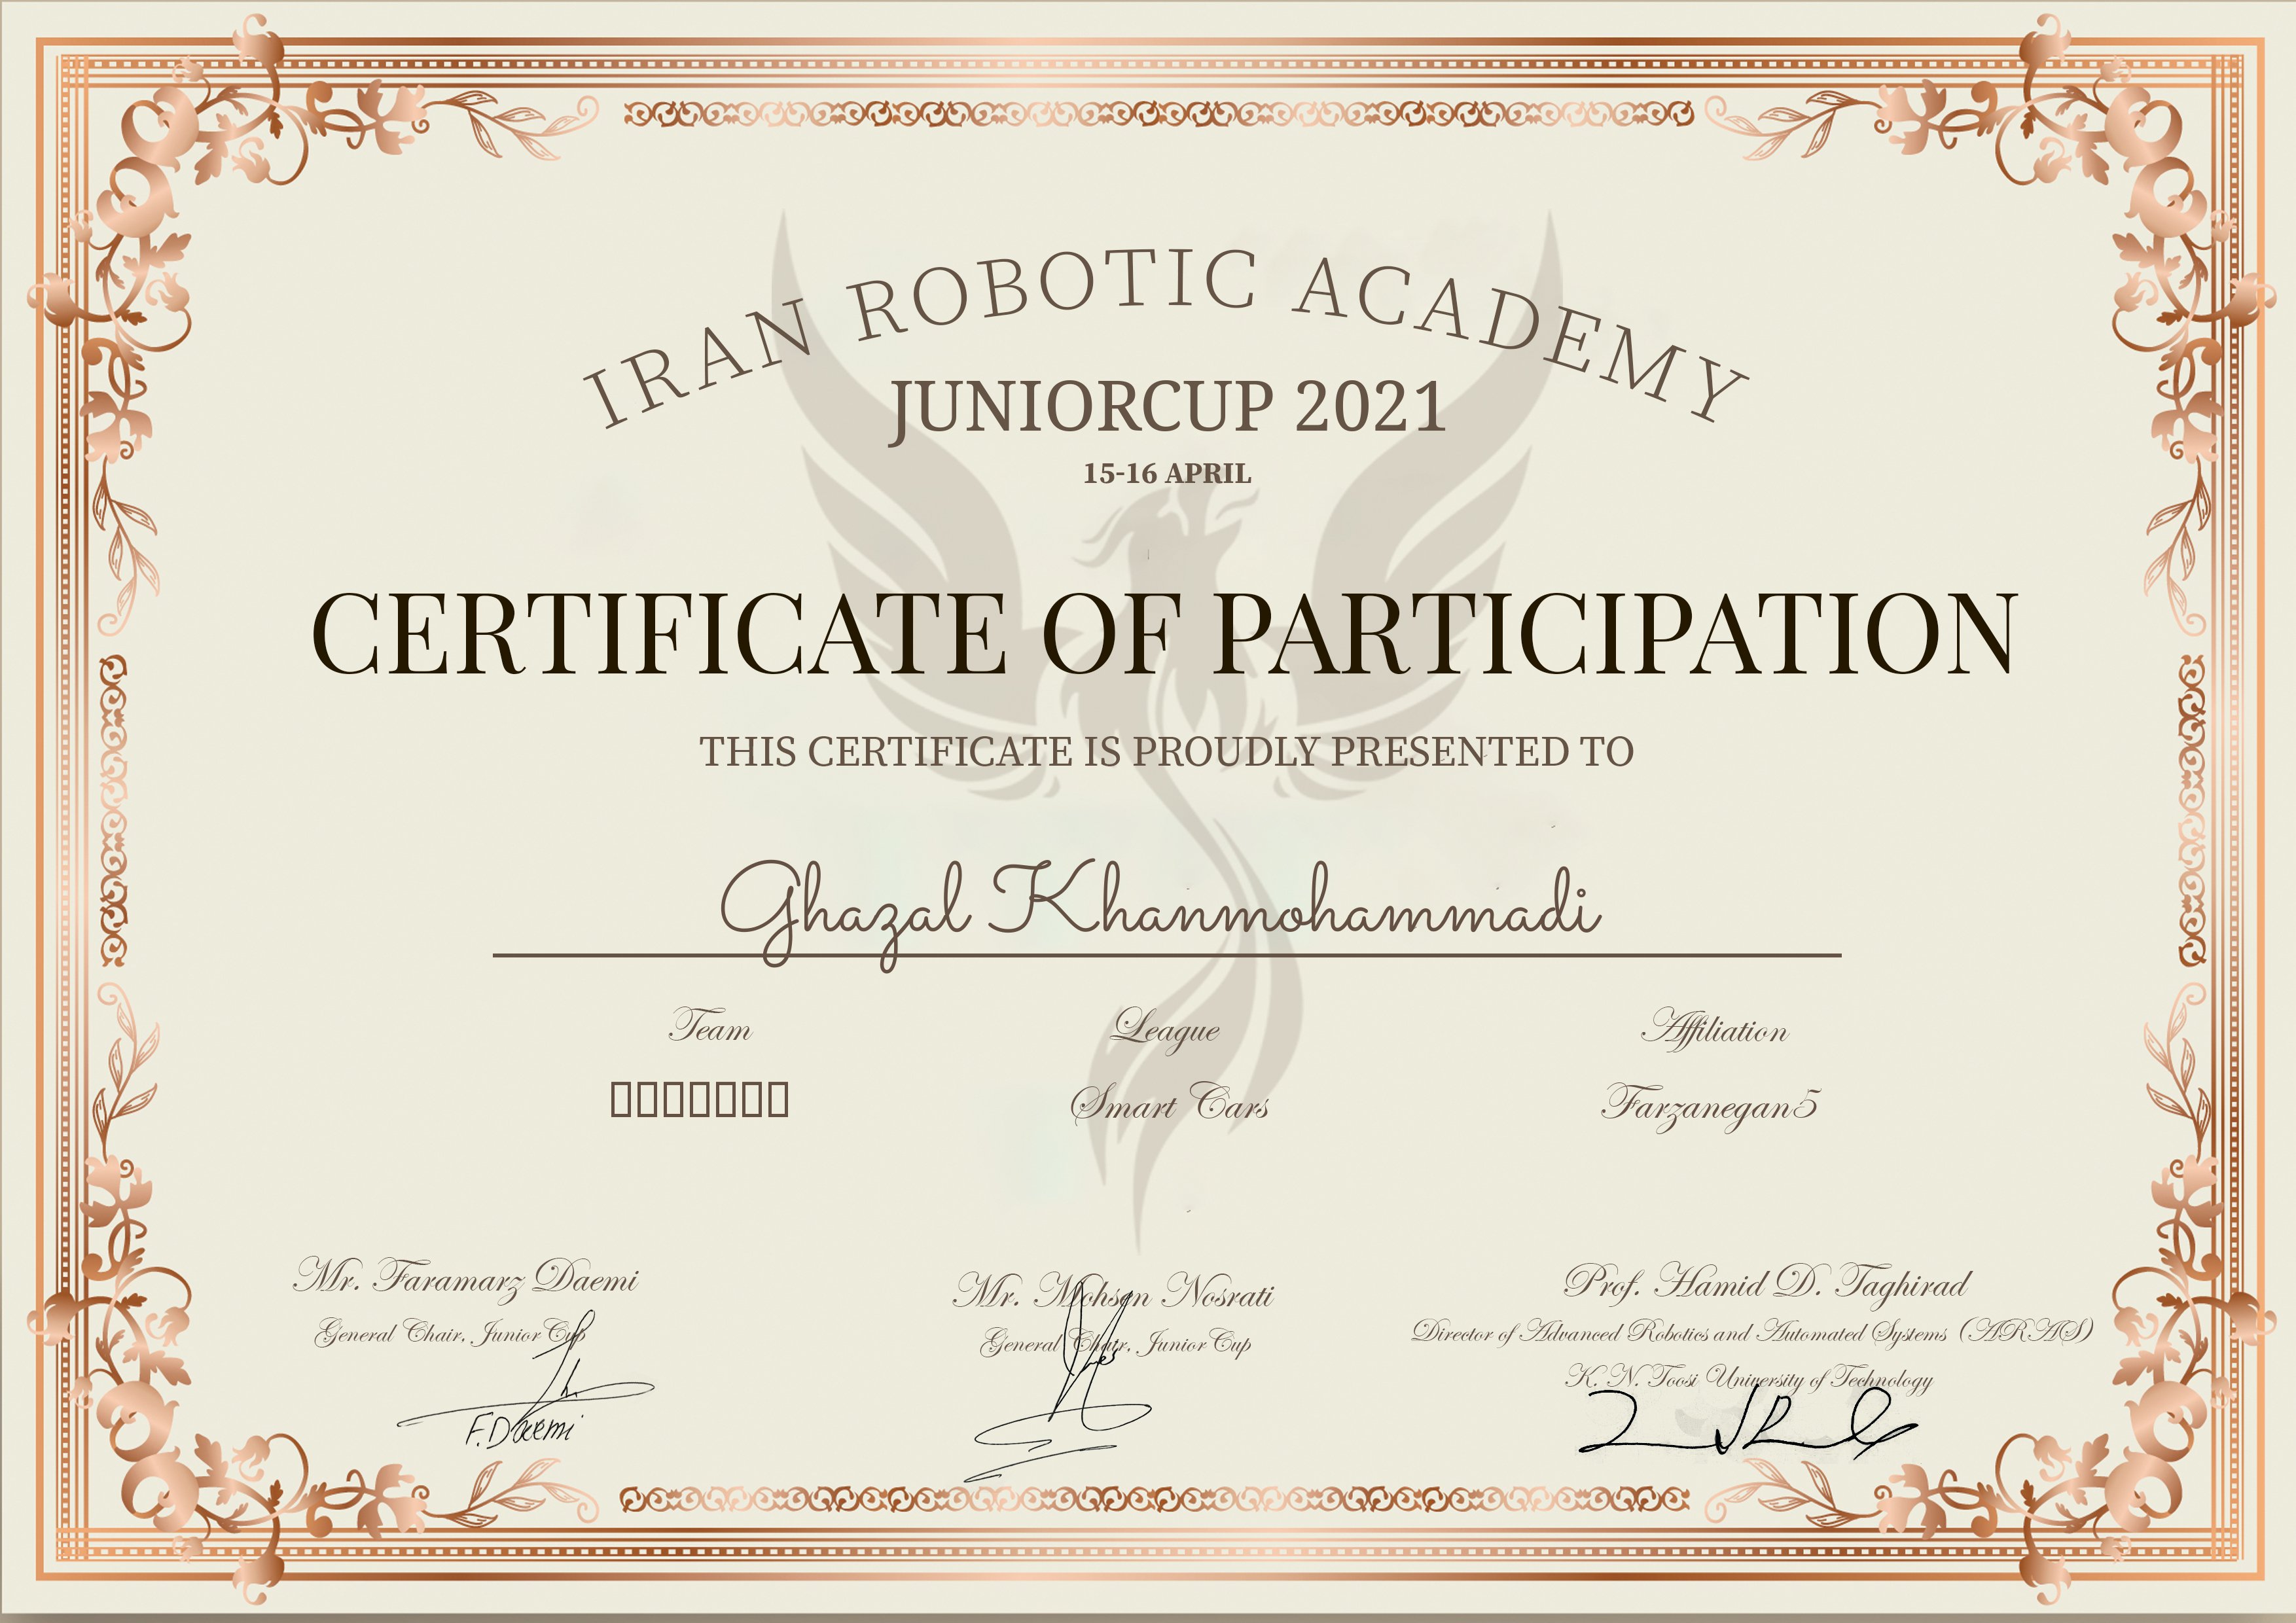 IRAN ROBOTIC ACADEMY
JUNIORCUP 2021
15-16 APRIL
CERTIFICATE OF PARTICIPATION
THIS CERTIFICATE IS PROUDLY PRESENTED TO
Ghazal Khanmohammadi
Team League Affiliation
Smart Cars Farzanegan5
Mr. Faramarz Daemi
General Chair, Junior Cup
F.Daemi
Mr. Mohsen Nosrati
General Chair, Junior Cup
Prof. Hamid D. Taghirad
Director of Advanced Robotics and Automated Systems (ARAS)
K. N. Toosi University of Technology